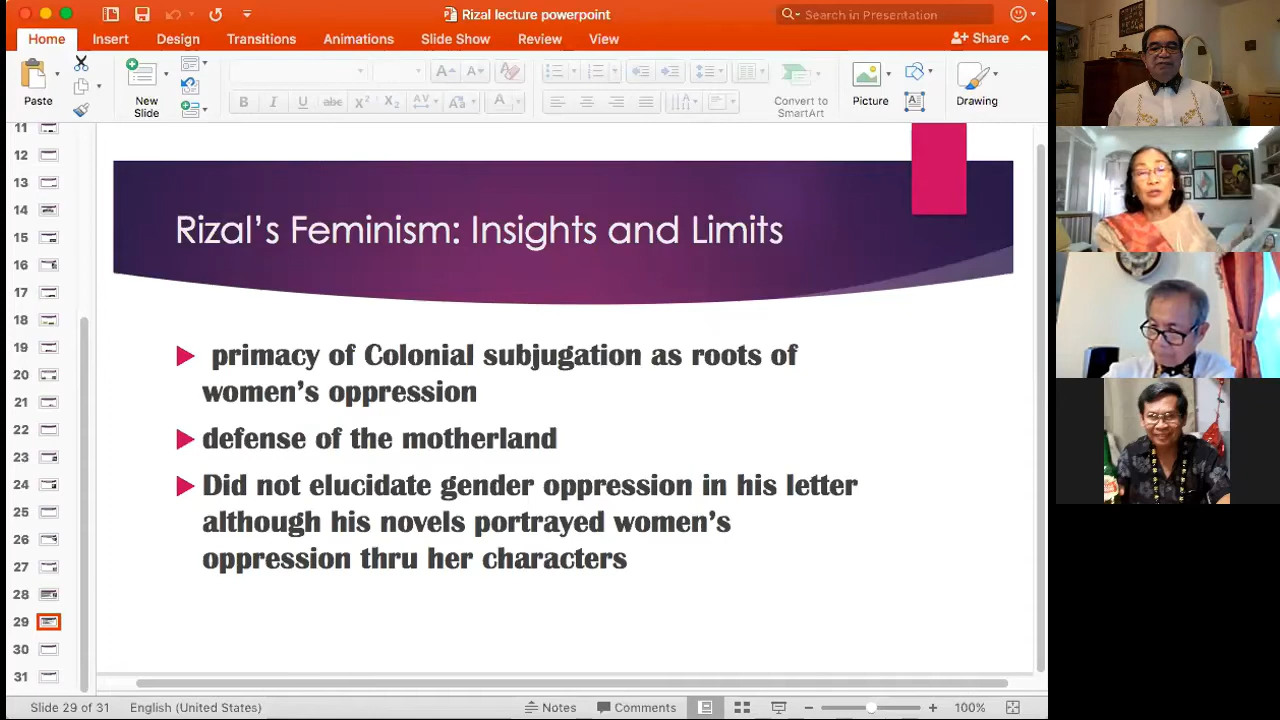 Rizal lecture powerpoint
Search in Presentation
Home Insert Design Transitions Animations Slide Show Review View Share
Paste
New
Slide
B I U abc X² X₂ AV A
Convert to
SmartArt
Picture
Drawing
11
12
13
14
15
16
17
18
19
20
21
22
23
24
25
26
27
28
29
30
31
Rizal's Feminism: Insights and Limits
primacy of Colonial subjugation as roots of
women's oppression
defense of the motherland
Did not elucidate gender oppression in his letter
although his novels portrayed women's
oppression thru her characters
Slide 29 of 31 English (United States) Notes Comments 100%